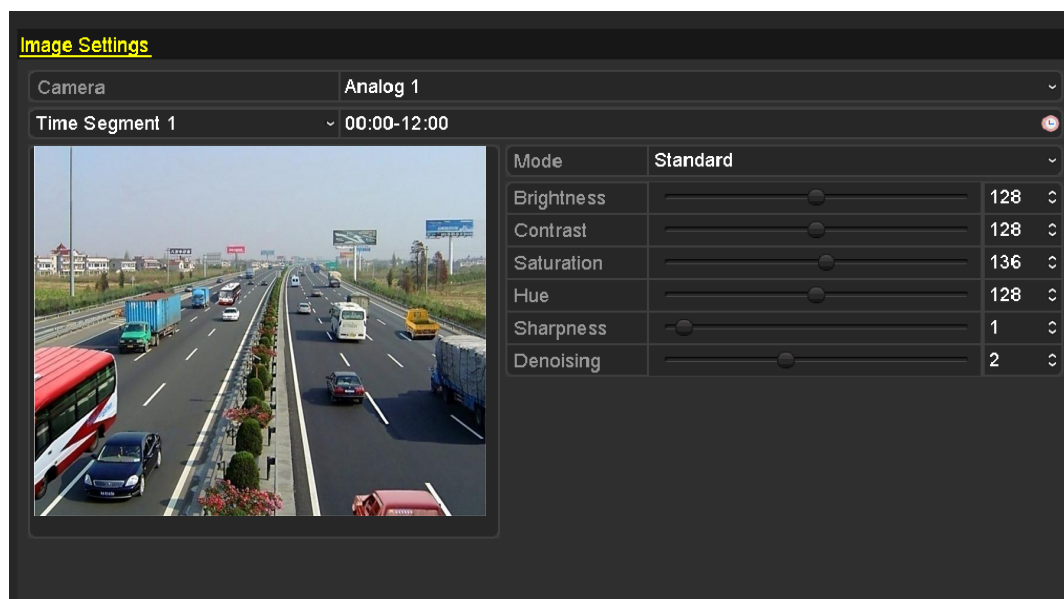 Image Settings
Camera Analog 1
Time Segment 1 00:00-12:00
Mode Standard
Brightness 128
Contrast 128
Saturation 136
Hue 128
Sharpness 1
Denoising 2